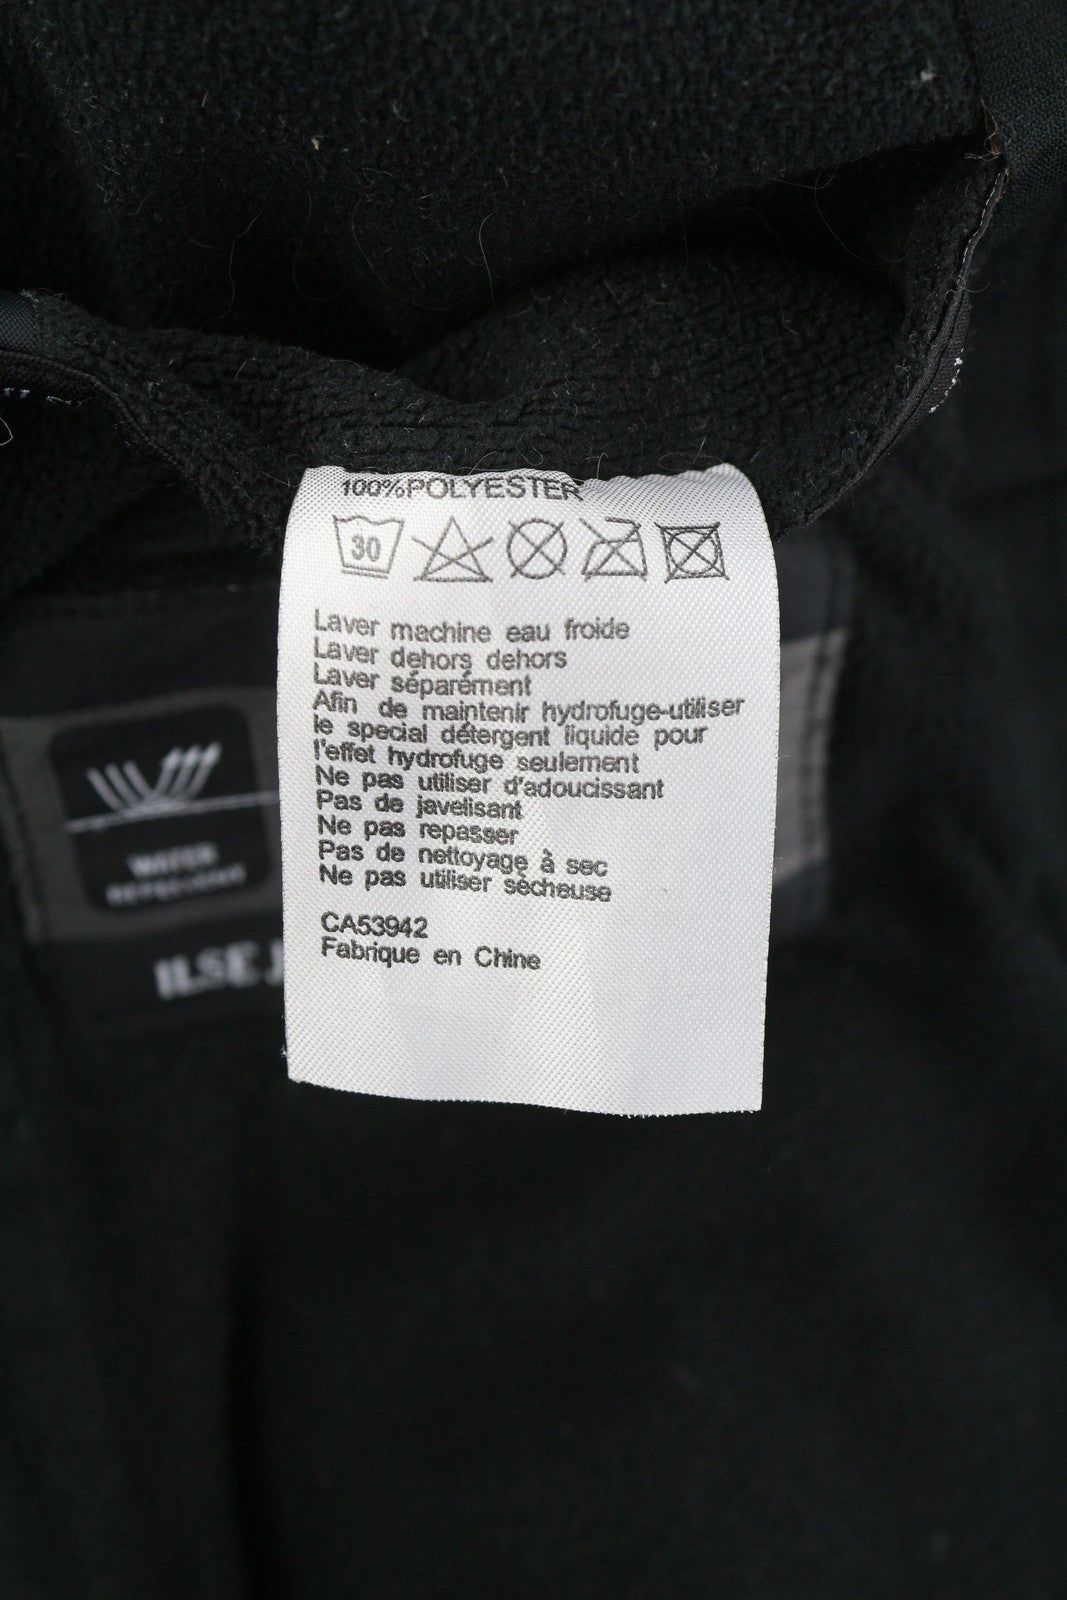 100%POLYESTER
30
Laver machine eau froide
Laver dehors dehors
Laver séparément
Afin de maintenir hydrofuge-utiliser
le special détergent liquide pour
l'effet hydrofuge seulement
Ne pas utiliser d'adoucissant
Pas de javelisant
Ne pas repasser
Pas de nettoyage à sec
Ne pas utiliser sècheuse
CA53942
Fabrique en Chine
WATER
REPELLENT
ILSE J